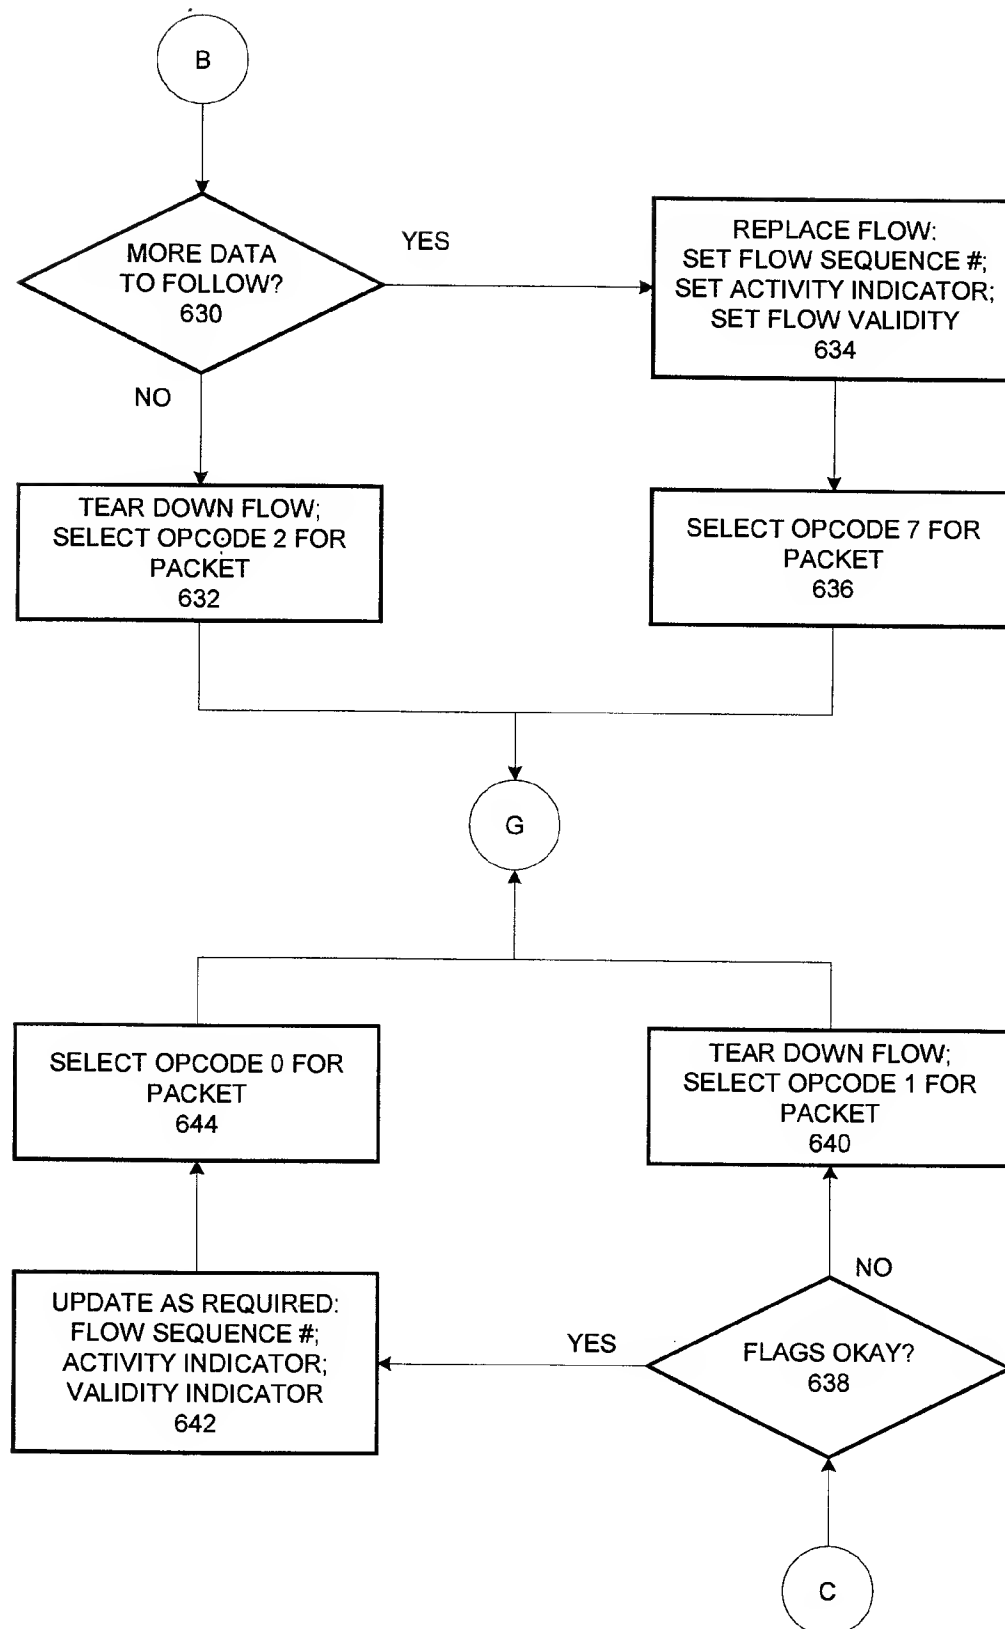 B
MORE DATA
TO FOLLOW?
630
YES
NO
REPLACE FLOW:
SET FLOW SEQUENCE #;
SET ACTIVITY INDICATOR;
SET FLOW VALIDITY
634
TEAR DOWN FLOW;
SELECT OPCODE 2 FOR
PACKET
632
SELECT OPCODE 7 FOR
PACKET
636
G
SELECT OPCODE 0 FOR
PACKET
644
TEAR DOWN FLOW;
SELECT OPCODE 1 FOR
PACKET
640
NO
UPDATE AS REQUIRED:
FLOW SEQUENCE #;
ACTIVITY INDICATOR;
VALIDITY INDICATOR
642
YES
FLAGS OKAY?
638
C